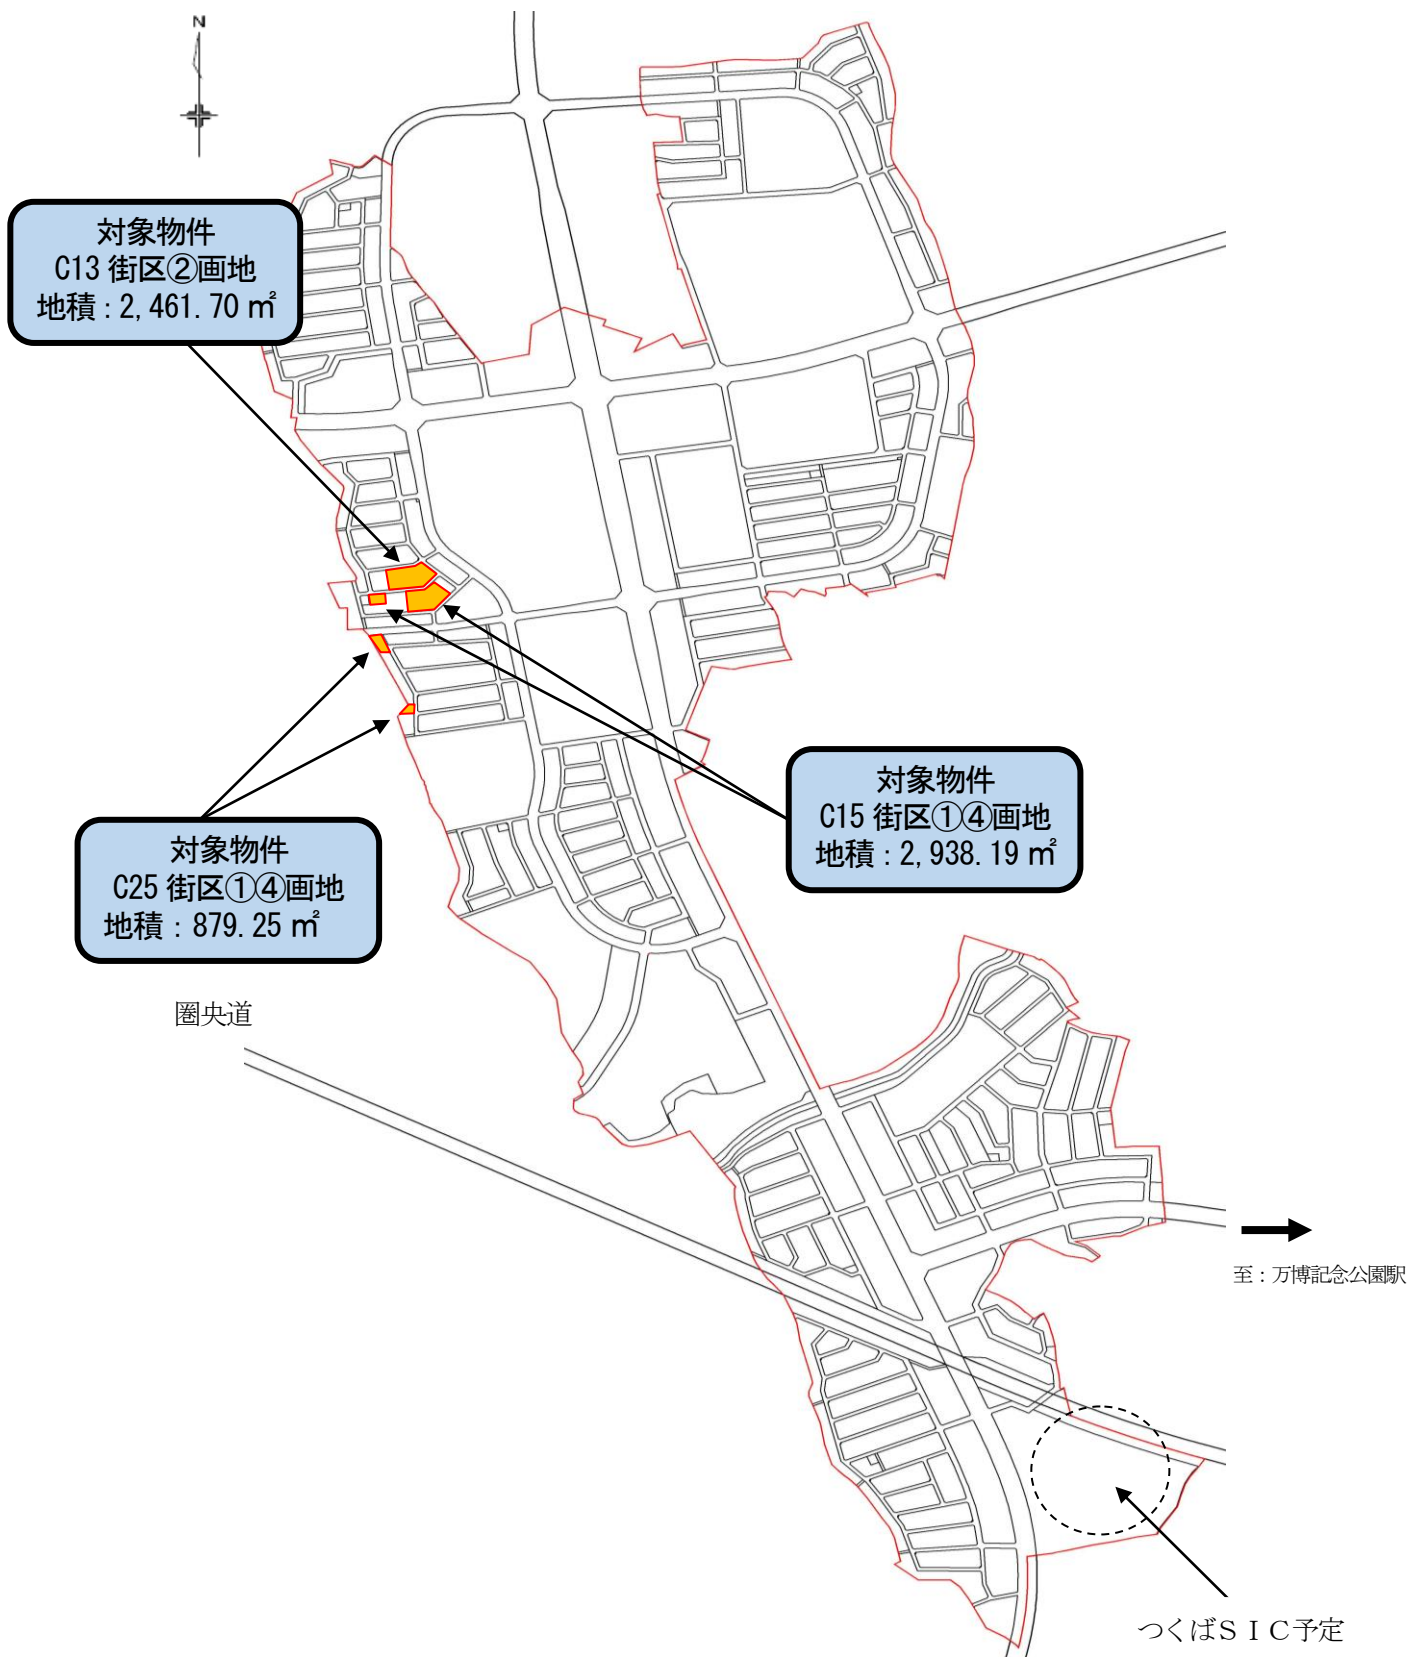 N
対象物件
C13 街区②画地
地積：2,461.70 ㎡
対象物件
C15 街区①④画地
地積：2,938.19 ㎡
対象物件
C25 街区①④画地
地積：879.25 ㎡
圏央道
至：万博記念公園駅
つくばＳＩＣ予定